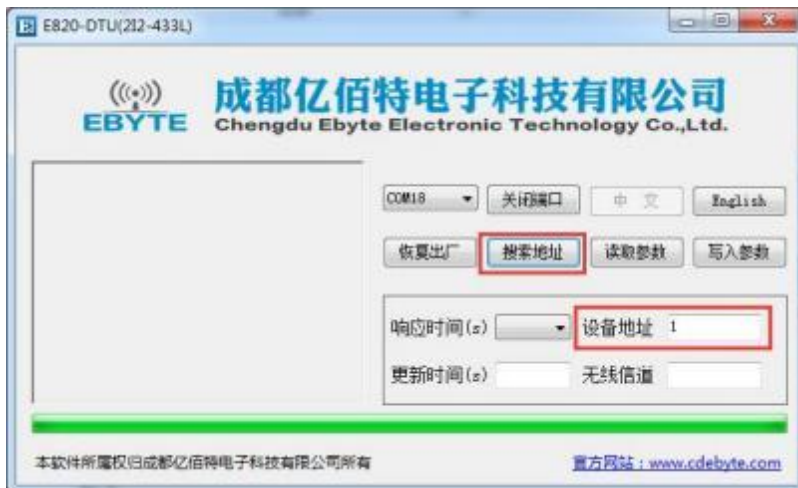 E820-DTU(2I2-433L)
成都亿佰特电子科技有限公司
EBYTE
Chengdu Ebyte Electronic Technology Co.,Ltd.
COM18 关闭端口 中 文 English
恢复出厂 搜索地址 读取参数 写入参数
响应时间(s) 设备地址 1
更新时间(s) 无线信道
本软件所属权归成都亿佰特电子科技有限公司所有 官方网站：www.cdebyte.com